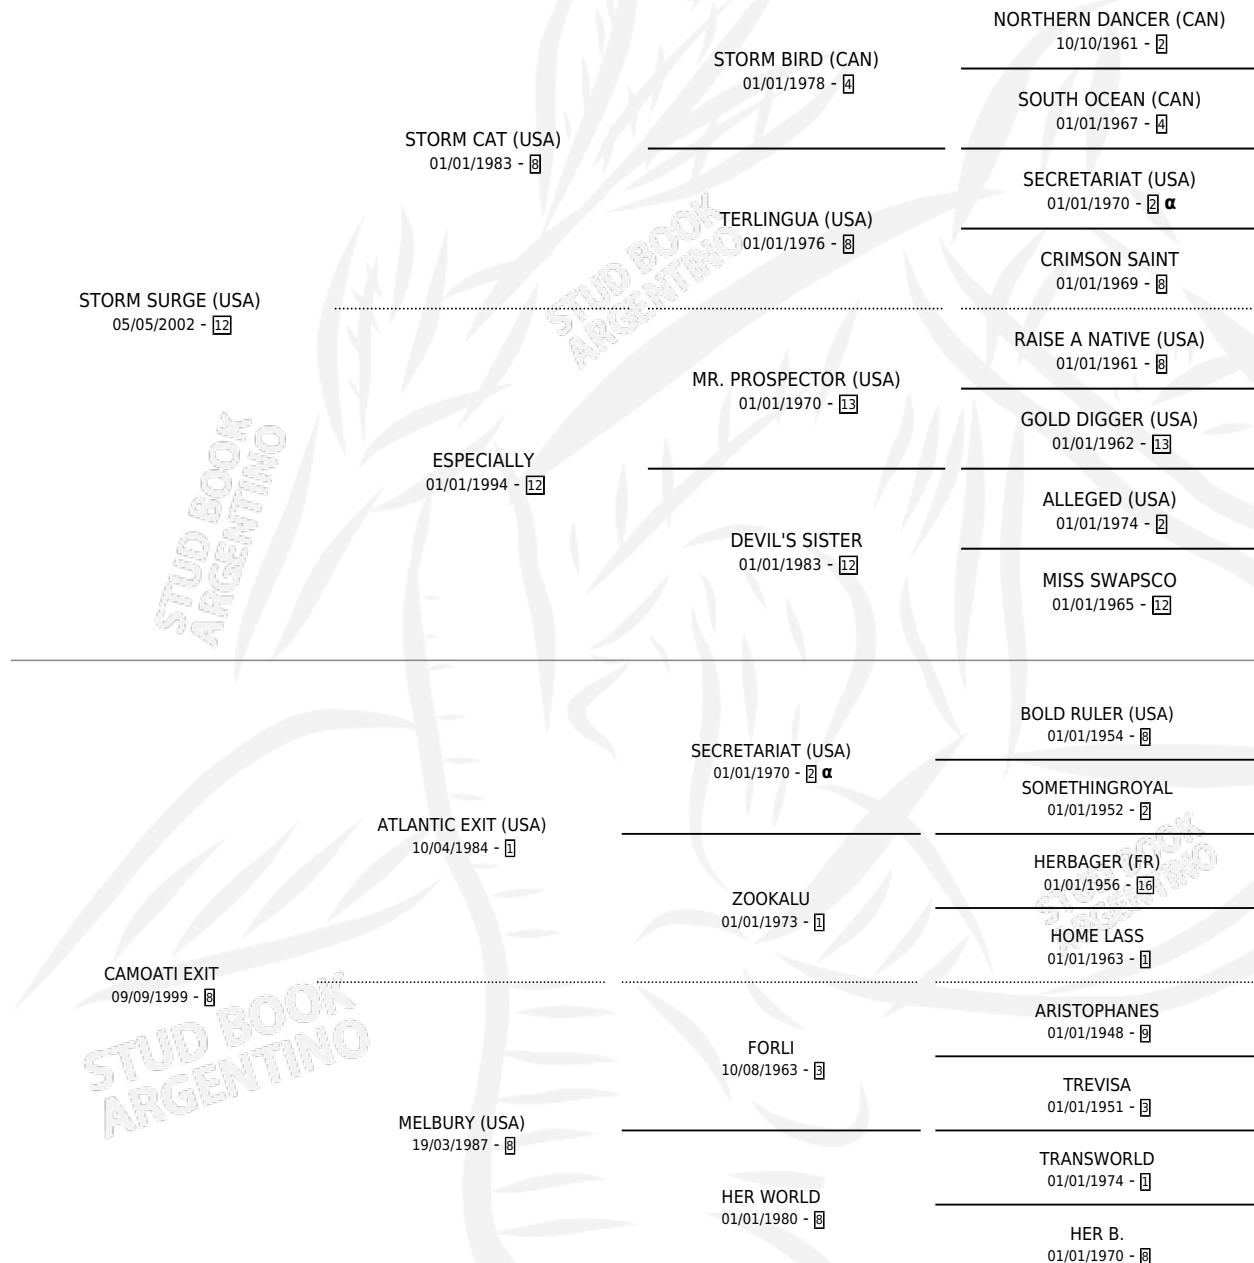 NORTHERN DANCER (CAN)
10/10/1961 - 2
STORM BIRD (CAN)
01/01/1978 - 4
SOUTH OCEAN (CAN)
01/01/1967 - 4
STORM CAT (USA)
01/01/1983 - 8
SECRETARIAT (USA)
01/01/1970 - 2 α
TERLINGUA (USA)
01/01/1976 - 8
CRIMSON SAINT
01/01/1969 - 8
STORM SURGE (USA)
05/05/2002 - 12
RAISE A NATIVE (USA)
01/01/1961 - 8
MR. PROSPECTOR (USA)
01/01/1970 - 13
GOLD DIGGER (USA)
01/01/1962 - 13
ESPECIALLY
01/01/1994 - 12
ALLEGED (USA)
01/01/1974 - 2
DEVIL'S SISTER
01/01/1983 - 12
MISS SWAPSCO
01/01/1965 - 12
BOLD RULER (USA)
01/01/1954 - 8
SECRETARIAT (USA)
01/01/1970 - 2 α
SOMETHINGROYAL
01/01/1952 - 2
ATLANTIC EXIT (USA)
10/04/1984 - 1
HERBAGER (FR)
01/01/1956 - 16
ZOOKALU
01/01/1973 - 1
HOME LASS
01/01/1963 - 1
CAMOATI EXIT
09/09/1999 - 8
ARISTOPHANES
01/01/1948 - 9
FORLI
10/08/1963 - 3
TREVISA
01/01/1951 - 3
MELBURY (USA)
19/03/1987 - 8
TRANSWORLD
01/01/1974 - 1
HER WORLD
01/01/1980 - 8
HER B.
01/01/1970 - 8
STUD BOOK
ARGENTINO
STUD BOOK
ARGENTINO
STUD BOOK
ARGENTINO
STUD BOOK
ARGENTINO